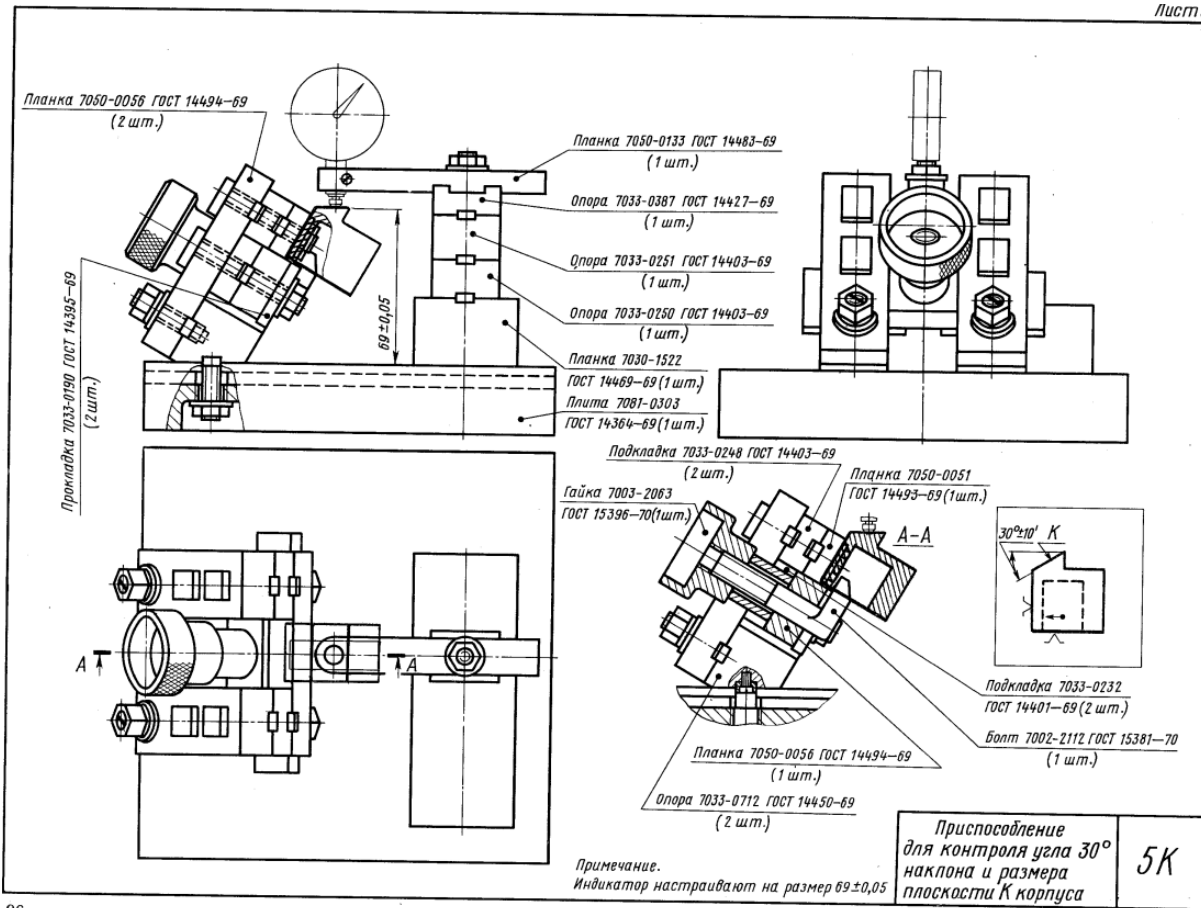 Лист
Планка 7050-0056 ГОСТ 14494-69
(2 шт.)
Планка 7050-0133 ГОСТ 14483-69
(1 шт.)
Опора 7033-0387 ГОСТ 14427-69
(1 шт.)
Опора 7033-0251 ГОСТ 14403-69
(1 шт.)
Опора 7033-0250 ГОСТ 14403-69
(1 шт.)
Планка 7030-1522
ГОСТ 14469-69 (1 шт.)
Плита 7081-0303
ГОСТ 14364-69 (1 шт.)
69±0,05
Прокладка 7033-0190 ГОСТ 14395-69
(2 шт.)
Подкладка 7033-0248 ГОСТ 14403-69
(2 шт.)
Гайка 7003-2063
ГОСТ 15396-70 (1 шт.)
Планка 7050-0051
ГОСТ 14493-69 (1 шт.)
А-А
30°±10' К
А А
Подкладка 7033-0232
ГОСТ 14401-69 (2 шт.)
Болт 7002-2112 ГОСТ 15381-70
(1 шт.)
Планка 7050-0056 ГОСТ 14494-69
(1 шт.)
Опора 7033-0712 ГОСТ 14450-69
(2 шт.)
Примечание.
Индикатор настраивают на размер 69±0,05
Приспособление
для контроля угла 30°
наклона и размера
плоскости К корпуса
5К